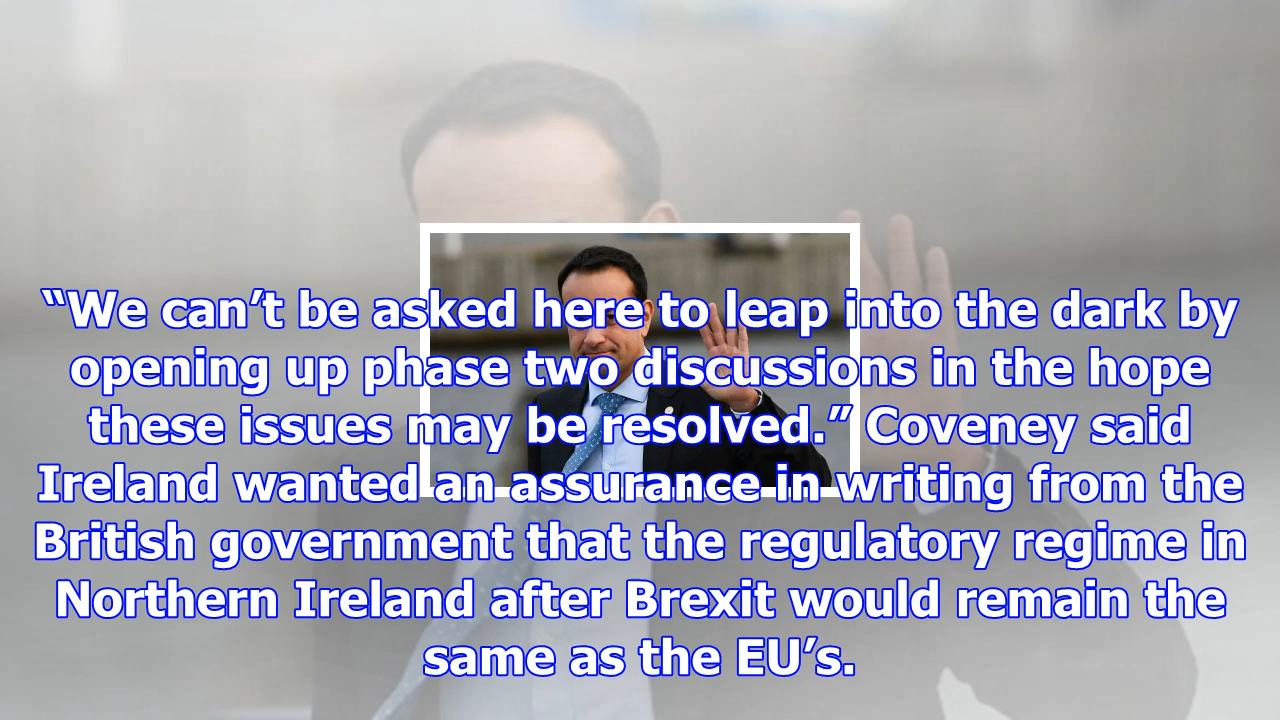 “We can’t be asked here to leap into the dark by
opening up phase two discussions in the hope
these issues may be resolved.” Coveney said
Ireland wanted an assurance in writing from the
British government that the regulatory regime in
Northern Ireland after Brexit would remain the
same as the EU’s.